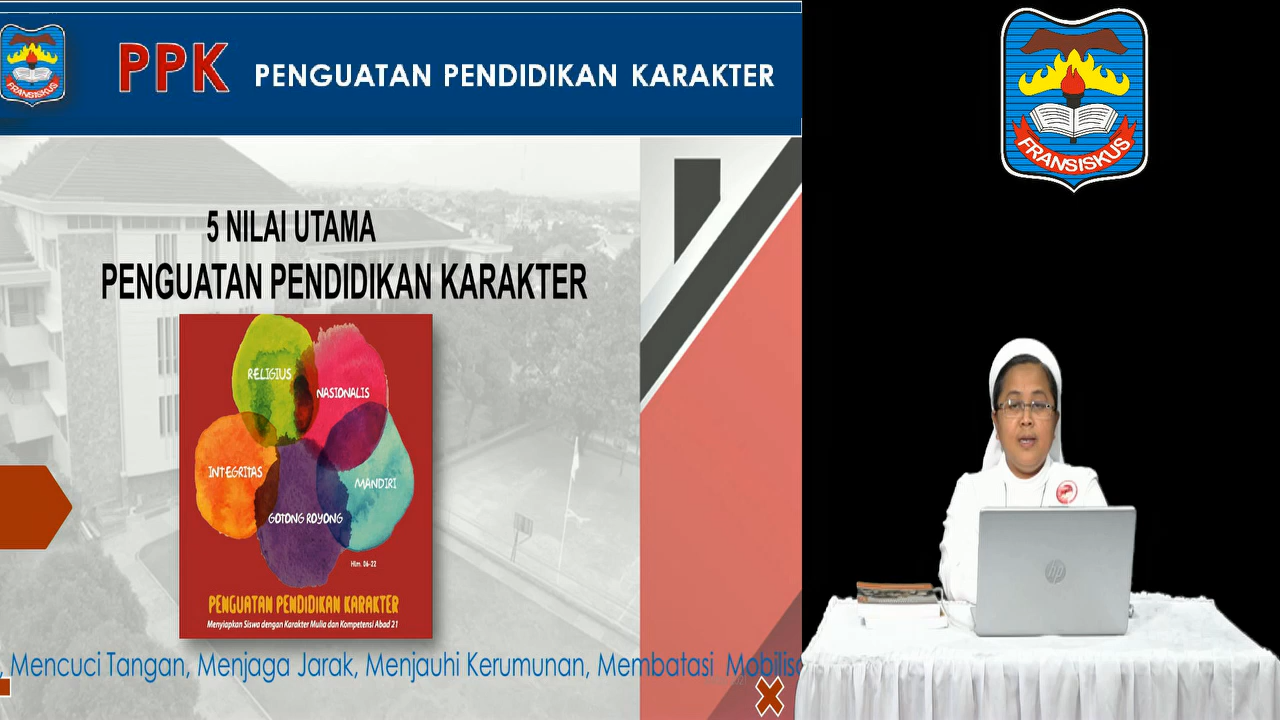 PPK PENGUATAN PENDIDIKAN KARAKTER
FRANSISKUS
5 NILAI UTAMA
PENGUATAN PENDIDIKAN KARAKTER
RELIGIUS
NASIONALIS
INTEGRITAS
MANDIRI
GOTONG ROYONG
Hlm. 06-22
PENGUATAN PENDIDIKAN KARAKTER
Menyiapkan Siswa dengan Karakter Mulia dan Kompetensi Abad 21
, Mencuci Tangan, Menjaga Jarak, Menjauhi Kerumunan, Membatasi
FRANSISKUS
hp